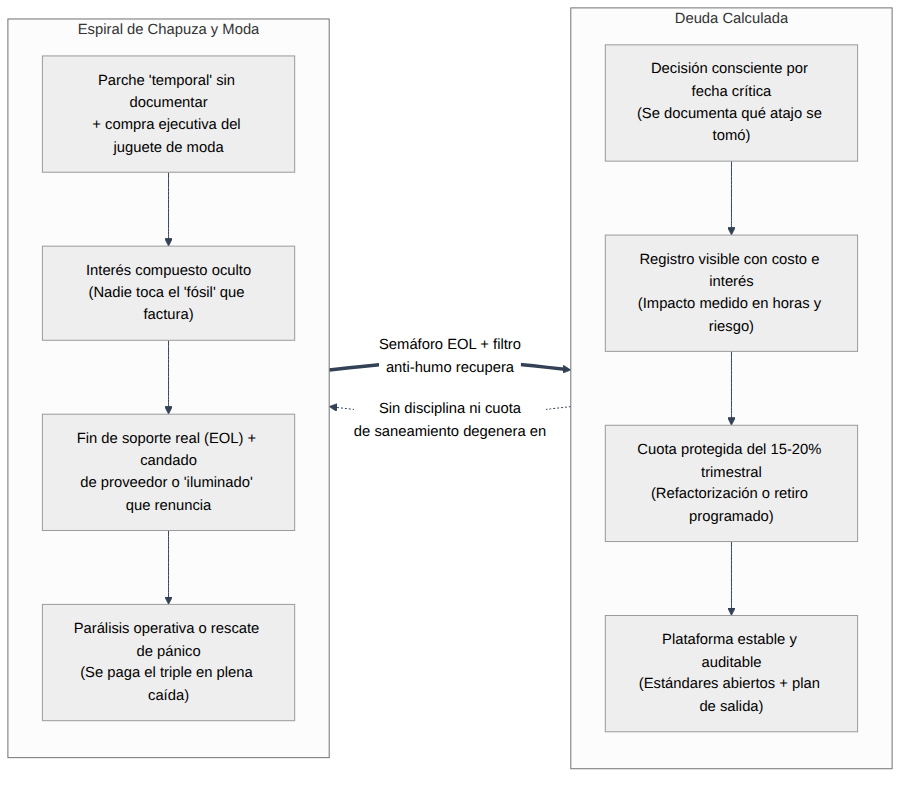 Espiral de Chapuza y Moda
Parche 'temporal' sin
documentar
+ compra ejecutiva del
juguete de moda
Interés compuesto oculto
(Nadie toca el 'fósil' que
factura)
Fin de soporte real (EOL) +
candado
de proveedor o 'iluminado'
que renuncia
Parálisis operativa o rescate
de pánico
(Se paga el triple en plena
caída)
Semáforo EOL + filtro
anti-humo recupera
Sin disciplina ni cuota
de saneamiento degenera en
Deuda Calculada
Decisión consciente por
fecha crítica
(Se documenta qué atajo se
tomó)
Registro visible con costo e
interés
(Impacto medido en horas y
riesgo)
Cuota protegida del 15-20%
trimestral
(Refactorización o retiro
programado)
Plataforma estable y
auditable
(Estándares abiertos + plan
de salida)